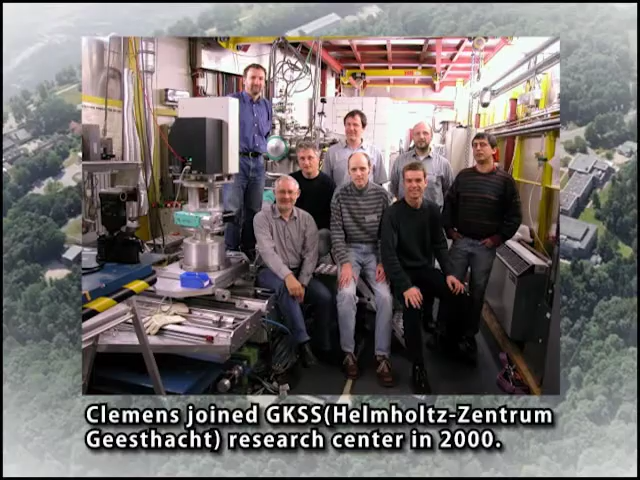 Clemens joined GKSS(Helmholtz-Zentrum
Geesthacht) research center in 2000.